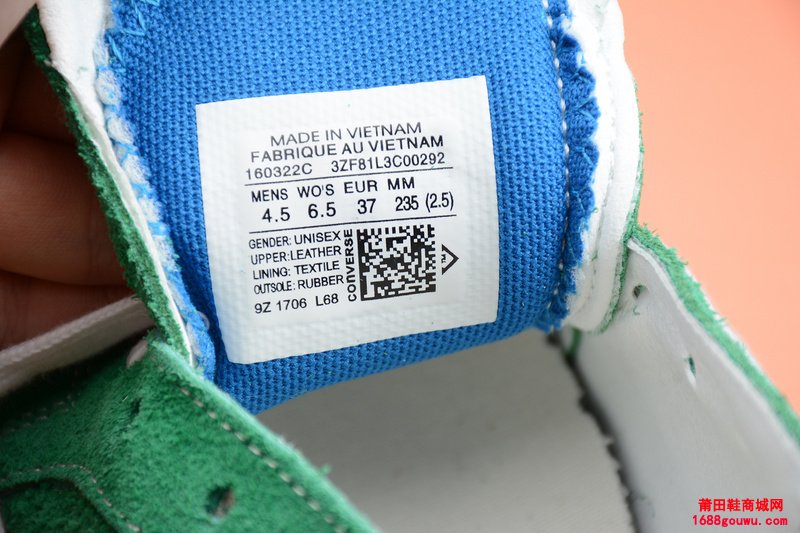 MADE IN VIETNAM
FABRIQUE AU VIETNAM
160322C 3ZF81L3C00292
MENS WO'S EUR MM
4.5 6.5 37 235 (2.5)
GENDER: UNISEX
UPPER: LEATHER
LINING: TEXTILE
OUTSOLE: RUBBER
9Z 1706 L68
CONVERSE
TM
莆田鞋商城网
1688gouwu.com